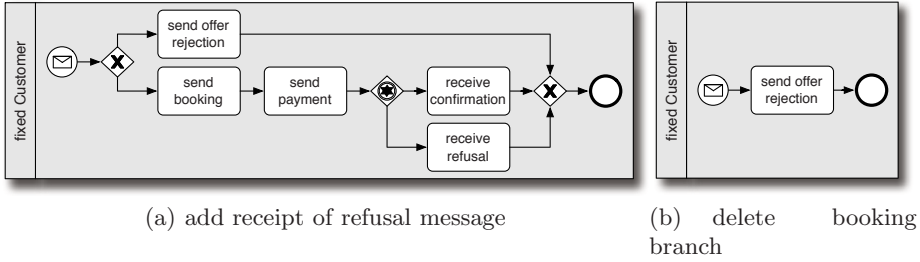 fixed Customer
send offer
rejection
send
booking
send
payment
receive
confirmation
receive
refusal
(a) add receipt of refusal message
fixed Customer
send offer
rejection
(b) delete booking
branch